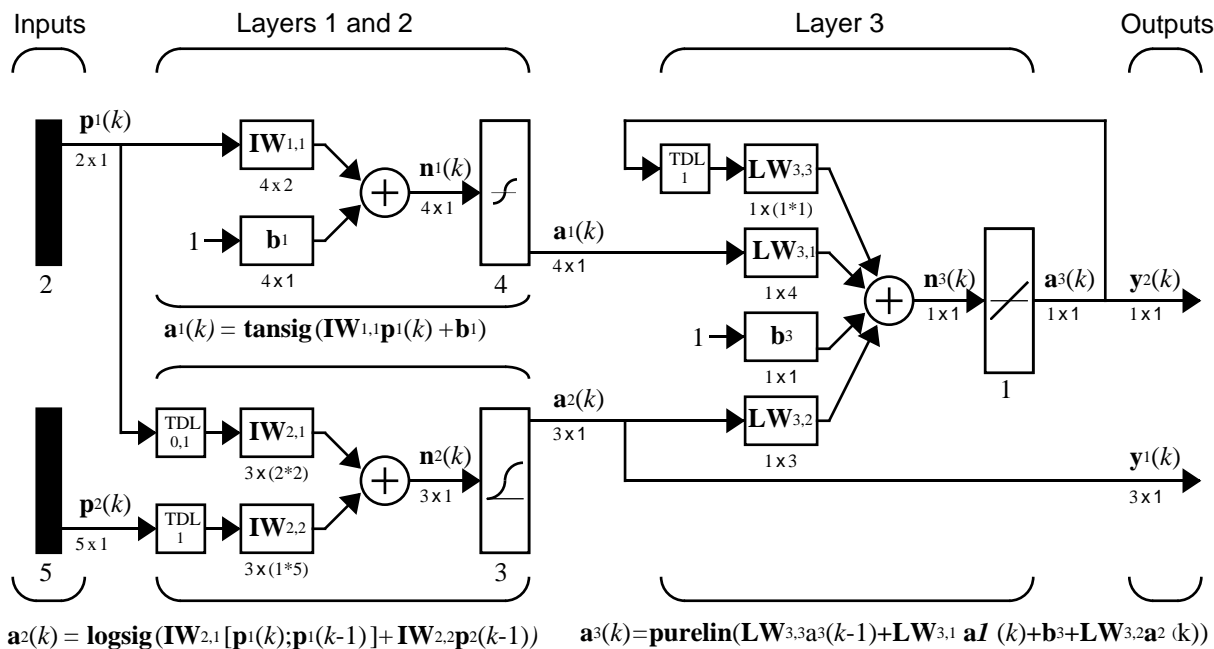 Inputs
Layers 1 and 2
Layer 3
Outputs
p1(k)
2 x 1
2
IW1,1
4 x 2
1
b1
4 x 1
n1(k)
4 x 1
4
a1(k) = tansig (IW1,1p1(k) +b1)
a1(k)
4 x 1
TDL
1
LW3,3
1 x (1*1)
LW3,1
1 x 4
1
b3
1 x 1
LW3,2
1 x 3
n3(k)
1 x 1
1
a3(k)
1 x 1
y2(k)
1 x 1
p2(k)
5 x 1
5
TDL
0,1
IW2,1
3 x (2*2)
TDL
1
IW2,2
3 x (1*5)
n2(k)
3 x 1
3
a2(k)
3 x 1
y1(k)
3 x 1
a2(k) = logsig (IW2,1 [p1(k);p1(k-1) ]+ IW2,2p2(k-1))
a3(k)=purelin(LW3,3a3(k-1)+LW3,1 a1 (k)+b3+LW3,2a2 (k))